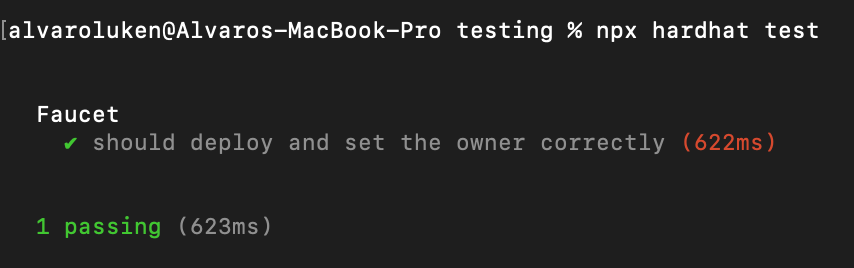 [alvaroluken@Alvaros-MacBook-Pro testing % npx hardhat test
Faucet
✔ should deploy and set the owner correctly (622ms)
1 passing (623ms)